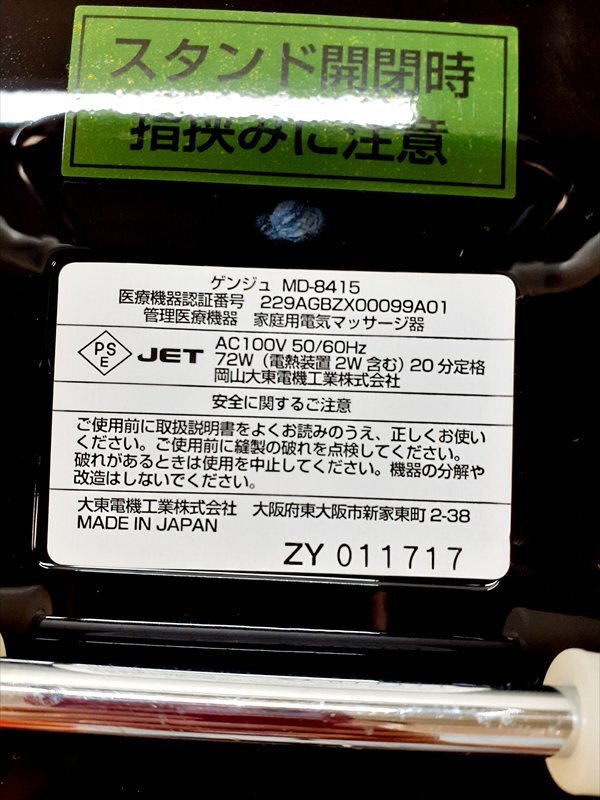 スタンド開閉時
指挟みに注意
ゲンジュ MD-8415
医療機器認証番号 229AGBZX00099A01
管理医療機器 家庭用電気マッサージ器
PS
E
JET
AC100V 50/60Hz
72W（電熱装置 2W 含む）20 分定格
岡山大東電機工業株式会社
安全に関するご注意
ご使用前に取扱説明書をよくお読みのうえ、正しくお使い
ください。ご使用前に縫製の破れを点検してください。
破れがあるときは使用を中止してください。機器の分解や
改造はしないでください。
大東電機工業株式会社 大阪府東大阪市新家東町 2-38
MADE IN JAPAN
ZY 011717